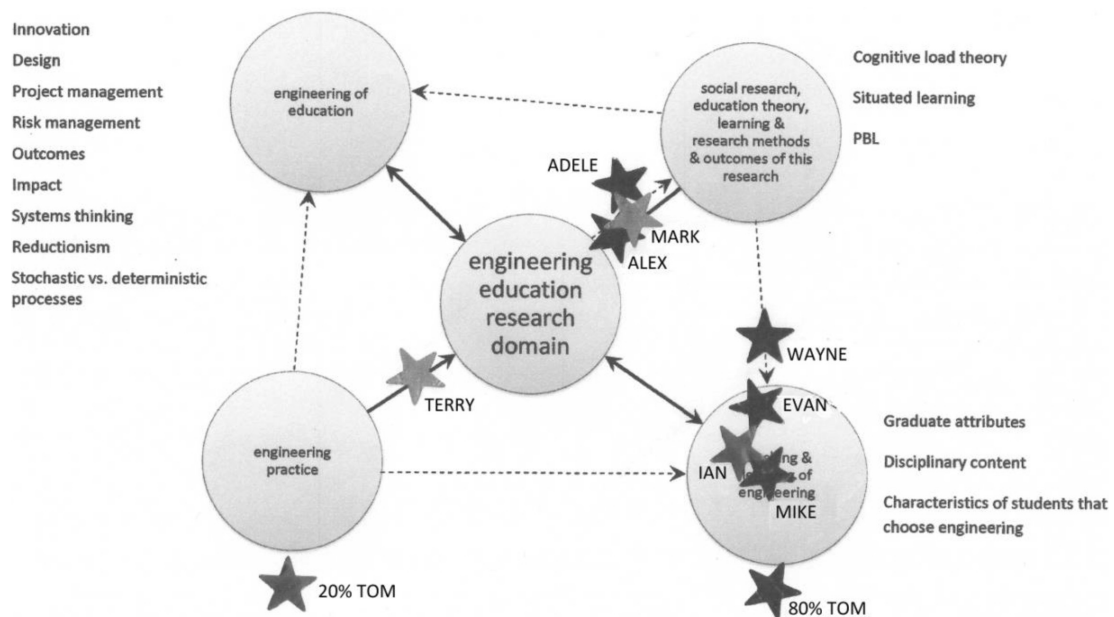 Innovation
Design
Project management
Risk management
Outcomes
Impact
Systems thinking
Reductionism
Stochastic vs. deterministic
processes
engineering of
education
social research,
education theory,
learning &
research methods
& outcomes of this
research
Cognitive load theory
Situated learning
PBL
ADELE
MARK
ALEX
engineering
education
research
domain
WAYNE
TERRY
EVAN
engineering
practice
IAN
& 
of
engineering
MIKE
Graduate attributes
Disciplinary content
Characteristics of students that
choose engineering
20% TOM
80% TOM